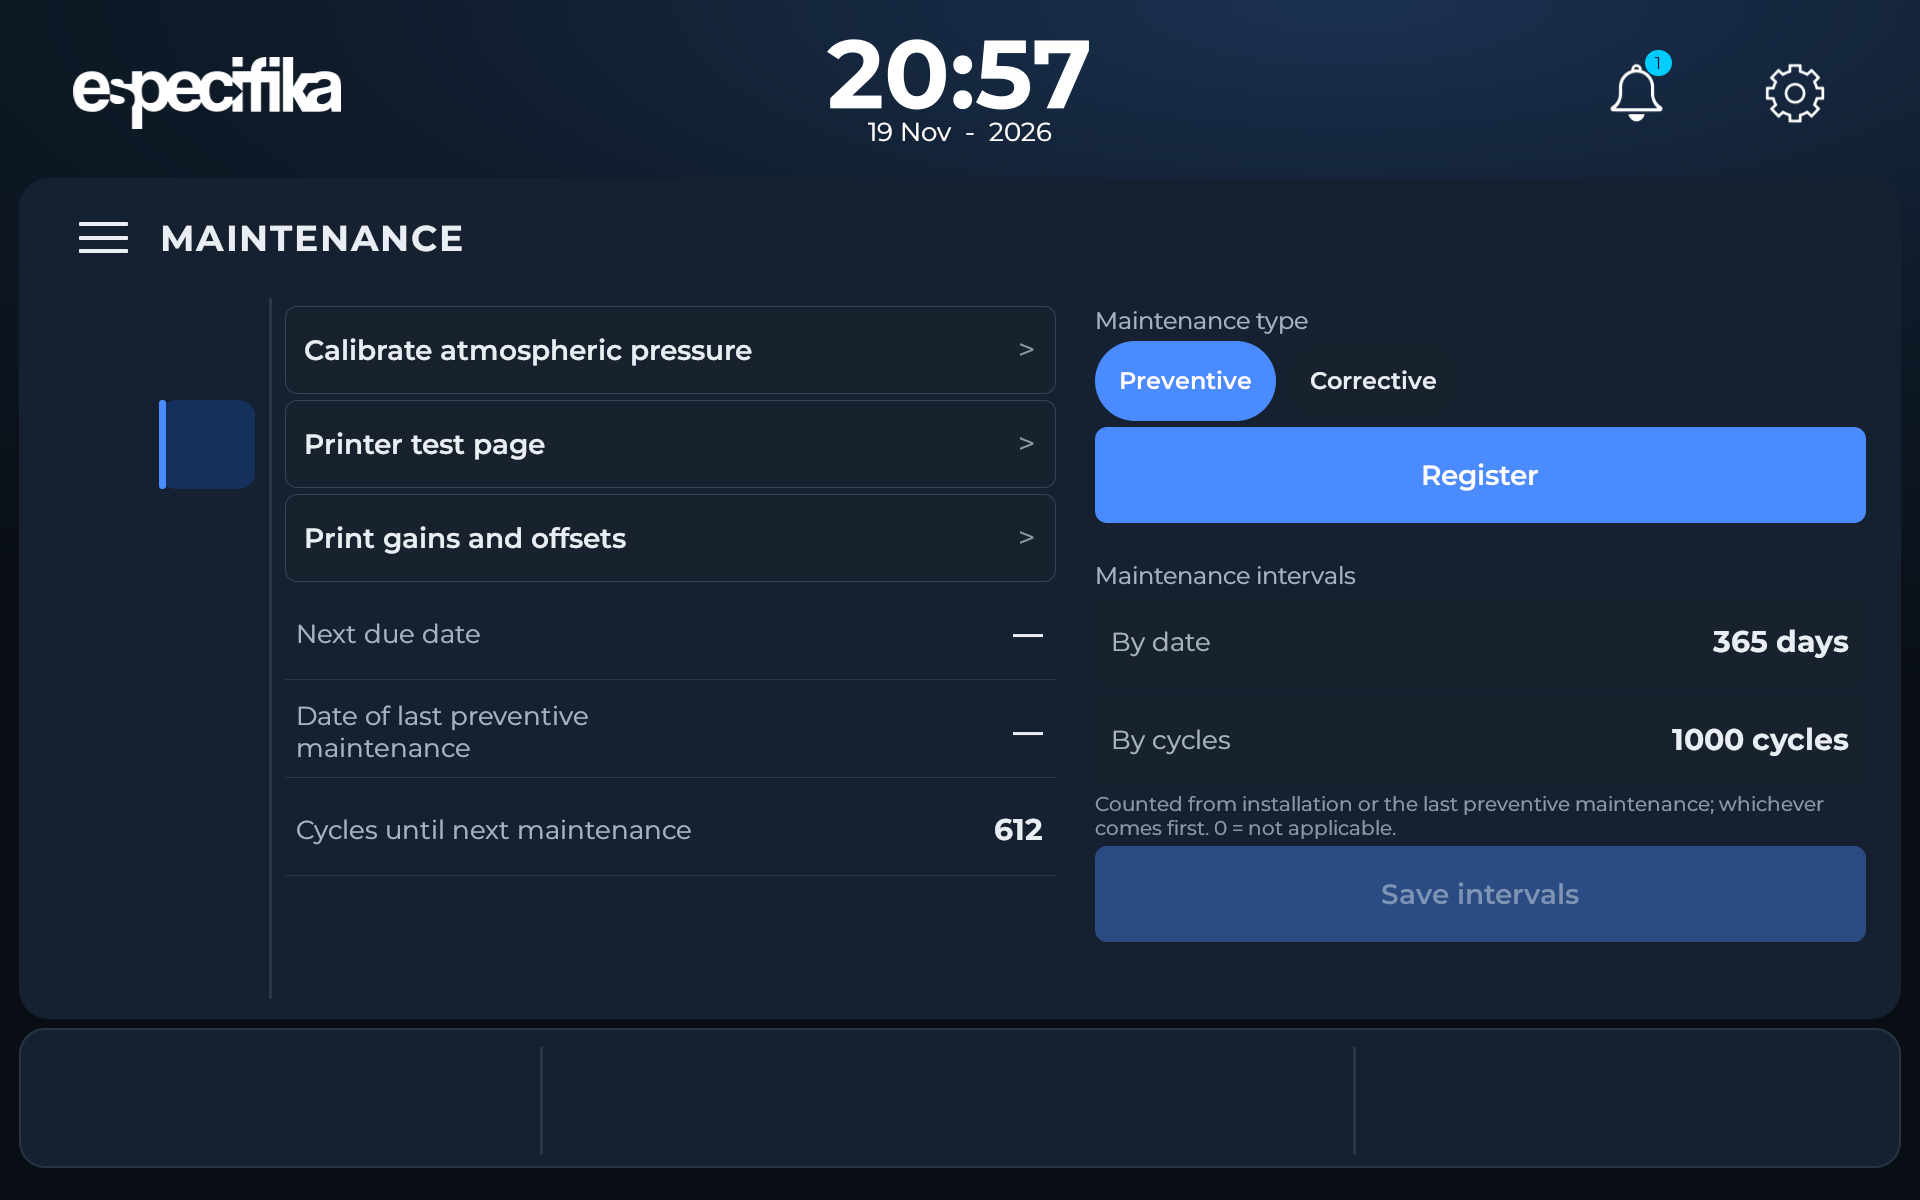 especifika
20:57
19 Nov - 2026
1
MAINTENANCE
Calibrate atmospheric pressure >
Printer test page >
Print gains and offsets >
Next due date —
Date of last preventive
maintenance —
Cycles until next maintenance 612
Maintenance type
Preventive Corrective
Register
Maintenance intervals
By date 365 days
By cycles 1000 cycles
Counted from installation or the last preventive maintenance; whichever
comes first. 0 = not applicable.
Save intervals